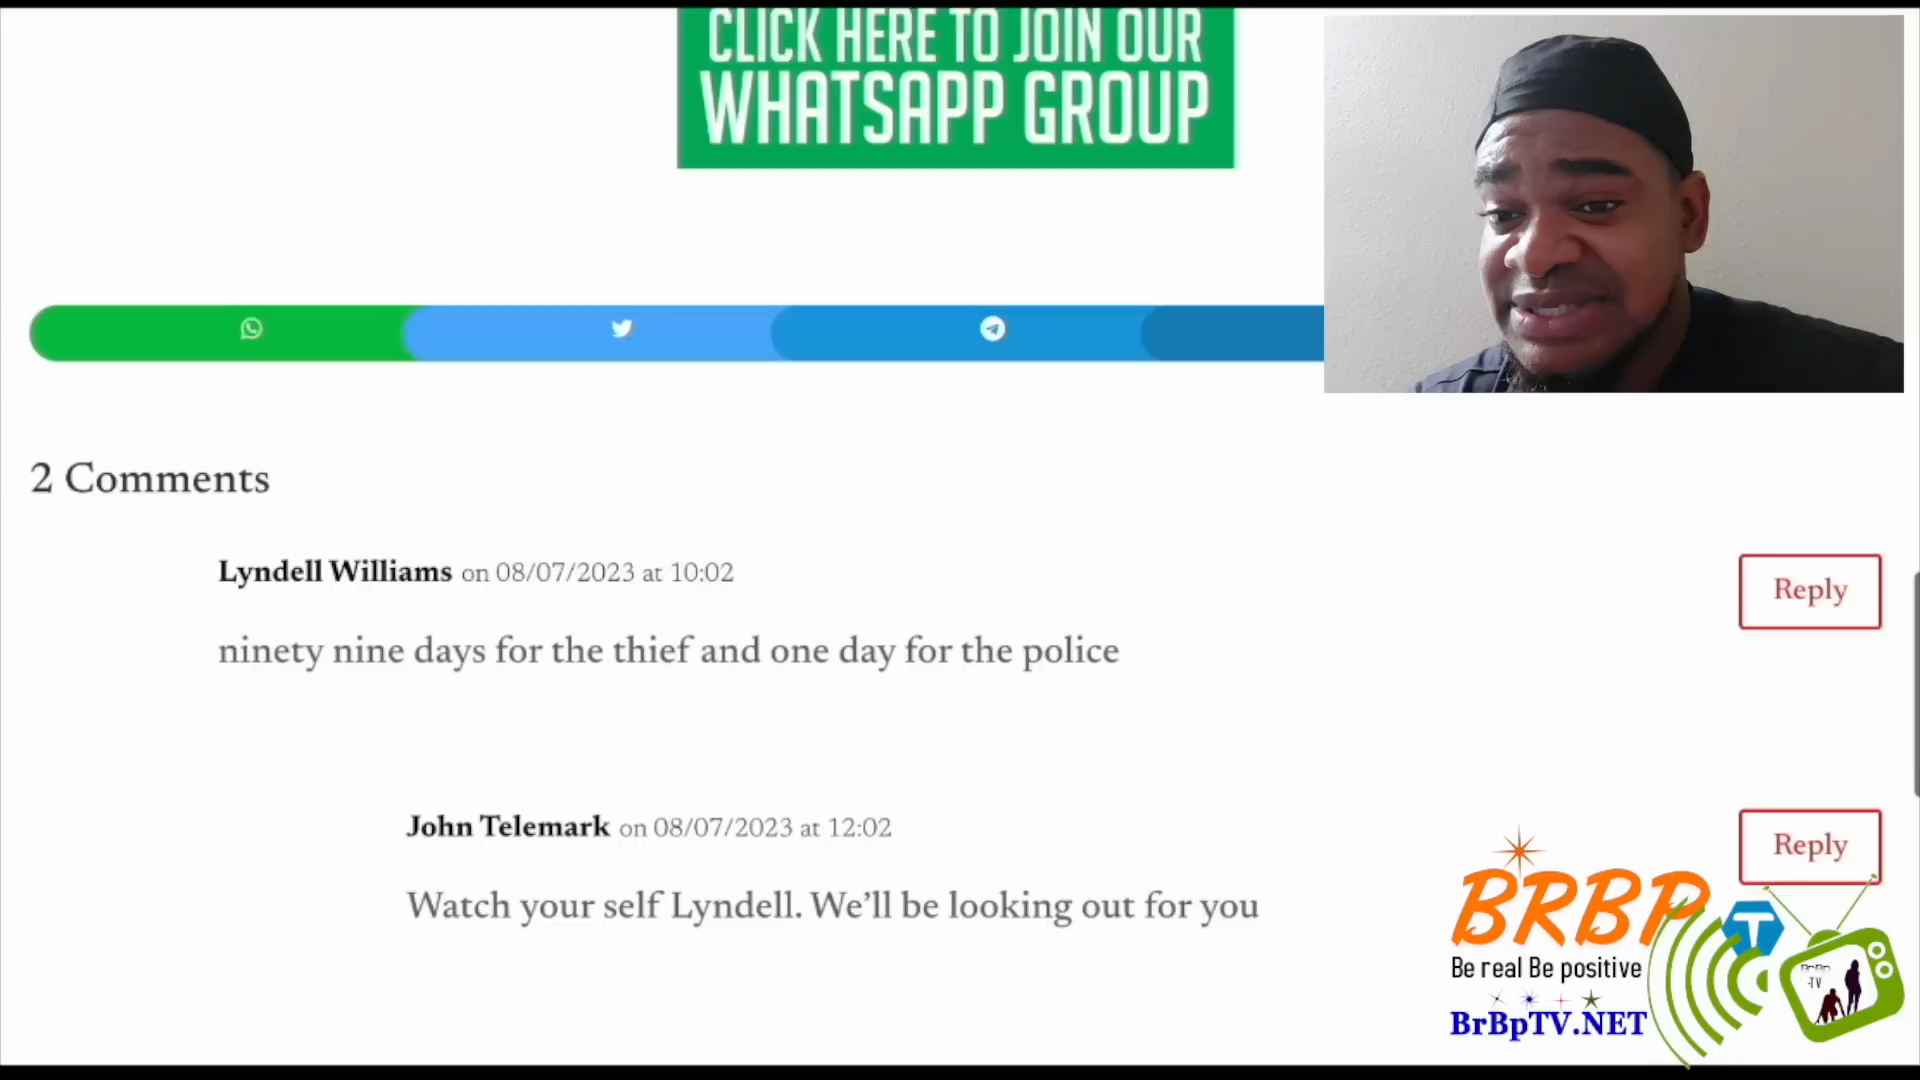 CLICK HERE TO JOIN OUR
WHATSAPP GROUP
2 Comments
Lyndell Williams on 08/07/2023 at 10:02
Reply
ninety nine days for the thief and one day for the police
John Telemark on 08/07/2023 at 12:02
Reply
Watch your self Lyndell. We’ll be looking out for you
BRBP
T
Be real Be positive
BrBp
-TV
BrBpTV.NET